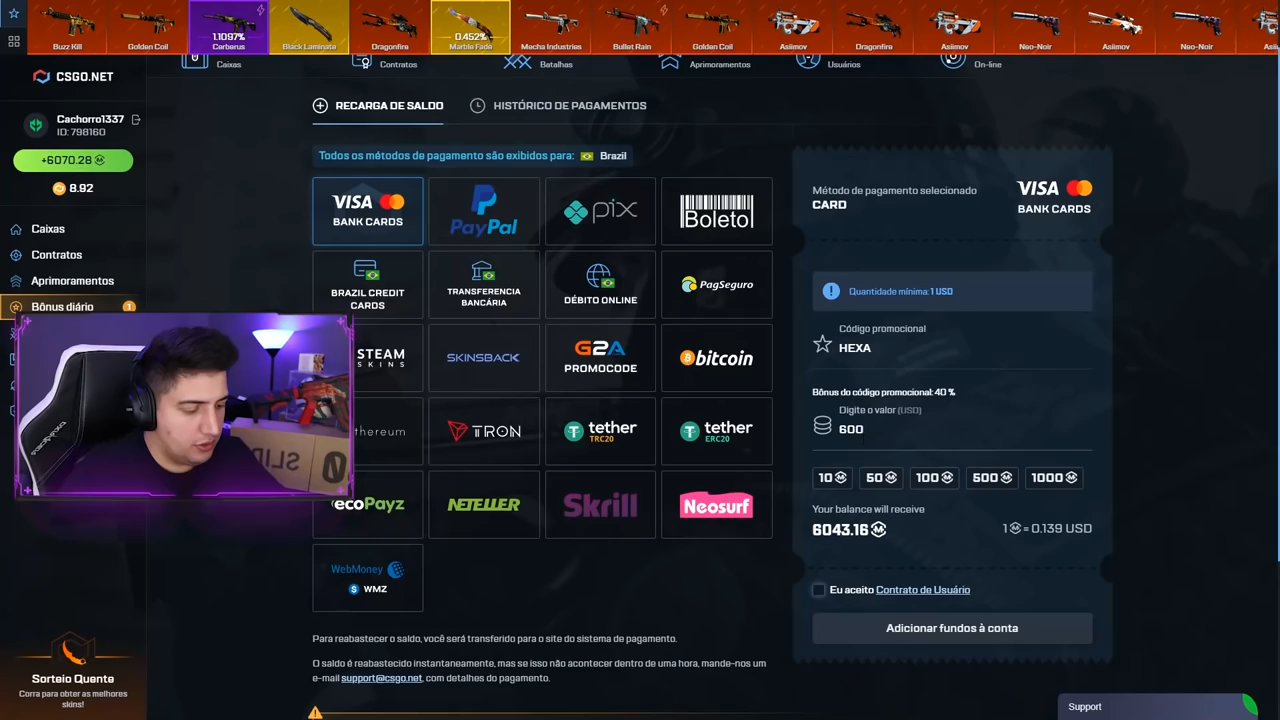 Buzz Kill
Golden Coil
1.1097%
Cerberus
Black Laminate
Dragonfire
0.452%
Marble Fade
Mecha Industries
Bullet Rain
Golden Coil
Asiimov
Dragonfire
Asiimov
Neo-Noir
Asiimov
Neo-Noir
CSGO.NET
Caixas
Contratos
Batalhas
Aprimoramentos
Usuários
On-line
Cachorro1337
ID: 798160
+6070.28
8.92
Caixas
Contratos
Aprimoramentos
Bônus diário
1
RECARGA DE SALDO
HISTÓRICO DE PAGAMENTOS
Todos os métodos de pagamento são exibidos para: Brazil
VISA
BANK CARDS
PayPal
pix
Boleto
BRAZIL CREDIT
CARDS
TRANSFERENCIA
BANCÁRIA
DÉBITO ONLINE
PagSeguro
STEAM
SKINS
SKINSBACK
G2A
PROMOCODE
bitcoin
thereum
TRON
tether
TRC20
tether
ERC20
ecoPayz
NETELLER
Skrill
Neosurf
WebMoney
WMZ
Para reabastecer o saldo, você será transferido para o site do sistema de pagamento.
O saldo é reabastecido instantaneamente, mas se isso não acontecer dentro de uma hora, mande-nos um
e-mail support@csgo.net, com detalhes do pagamento.
Método de pagamento selecionado
CARD
VISA
BANK CARDS
Quantidade mínima: 1 USD
Código promocional
HEXA
Bônus do código promocional: 40 %
Digite o valor (USD)
600
10
50
100
500
1000
Your balance will receive
6043.16
1 = 0.139 USD
Eu aceito Contrato de Usuário
Adicionar fundos à conta
Sorteio Quente
Corra para obter as melhores
skins!
Support